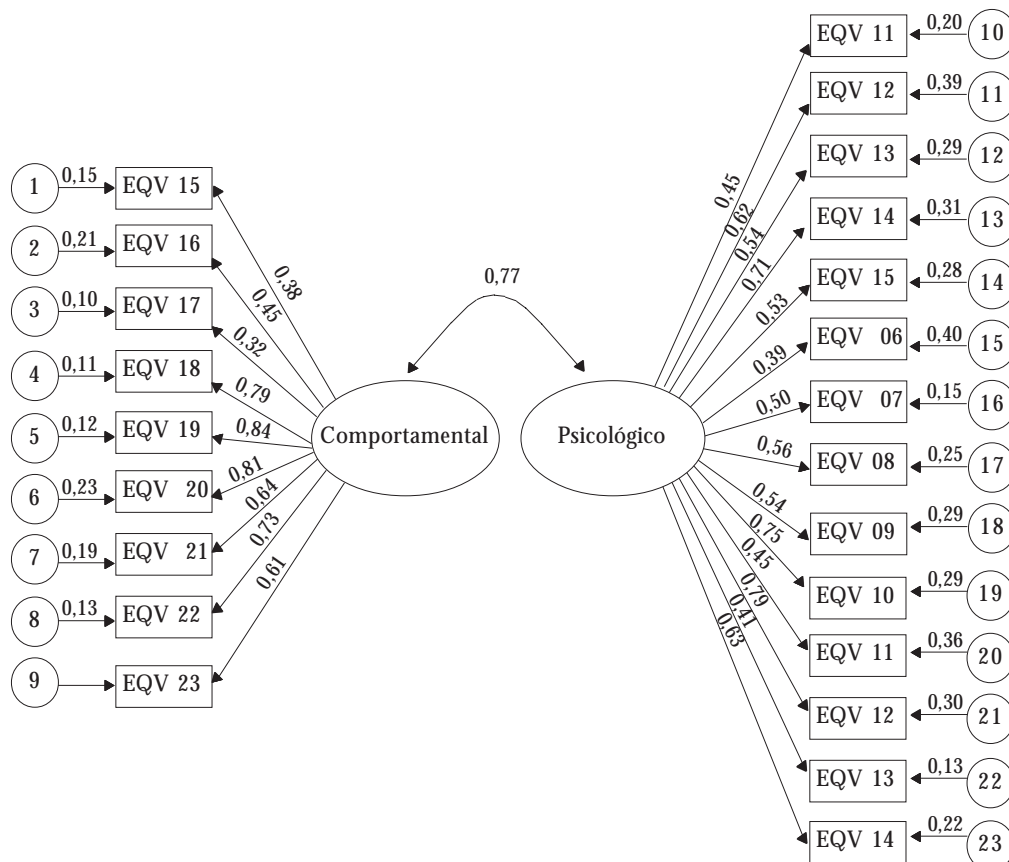 1
0,15
EQV 15
2
0,21
EQV 16
3
0,10
EQV 17
4
0,11
EQV 18
5
0,12
EQV 19
6
0,23
EQV 20
7
0,19
EQV 21
8
0,13
EQV 22
9
EQV 23
0,38
0,45
0,32
0,79
0,84
0,81
0,64
0,73
0,61
Comportamental
0,77
Psicológico
0,45
0,62
0,54
0,71
0,53
0,39
0,50
0,56
0,54
0,75
0,45
0,79
0,41
0,63
EQV 11
0,20
10
EQV 12
0,39
11
EQV 13
0,29
12
EQV 14
0,31
13
EQV 15
0,28
14
EQV 06
0,40
15
EQV 07
0,15
16
EQV 08
0,25
17
EQV 09
0,29
18
EQV 10
0,29
19
EQV 11
0,36
20
EQV 12
0,30
21
EQV 13
0,13
22
EQV 14
0,22
23